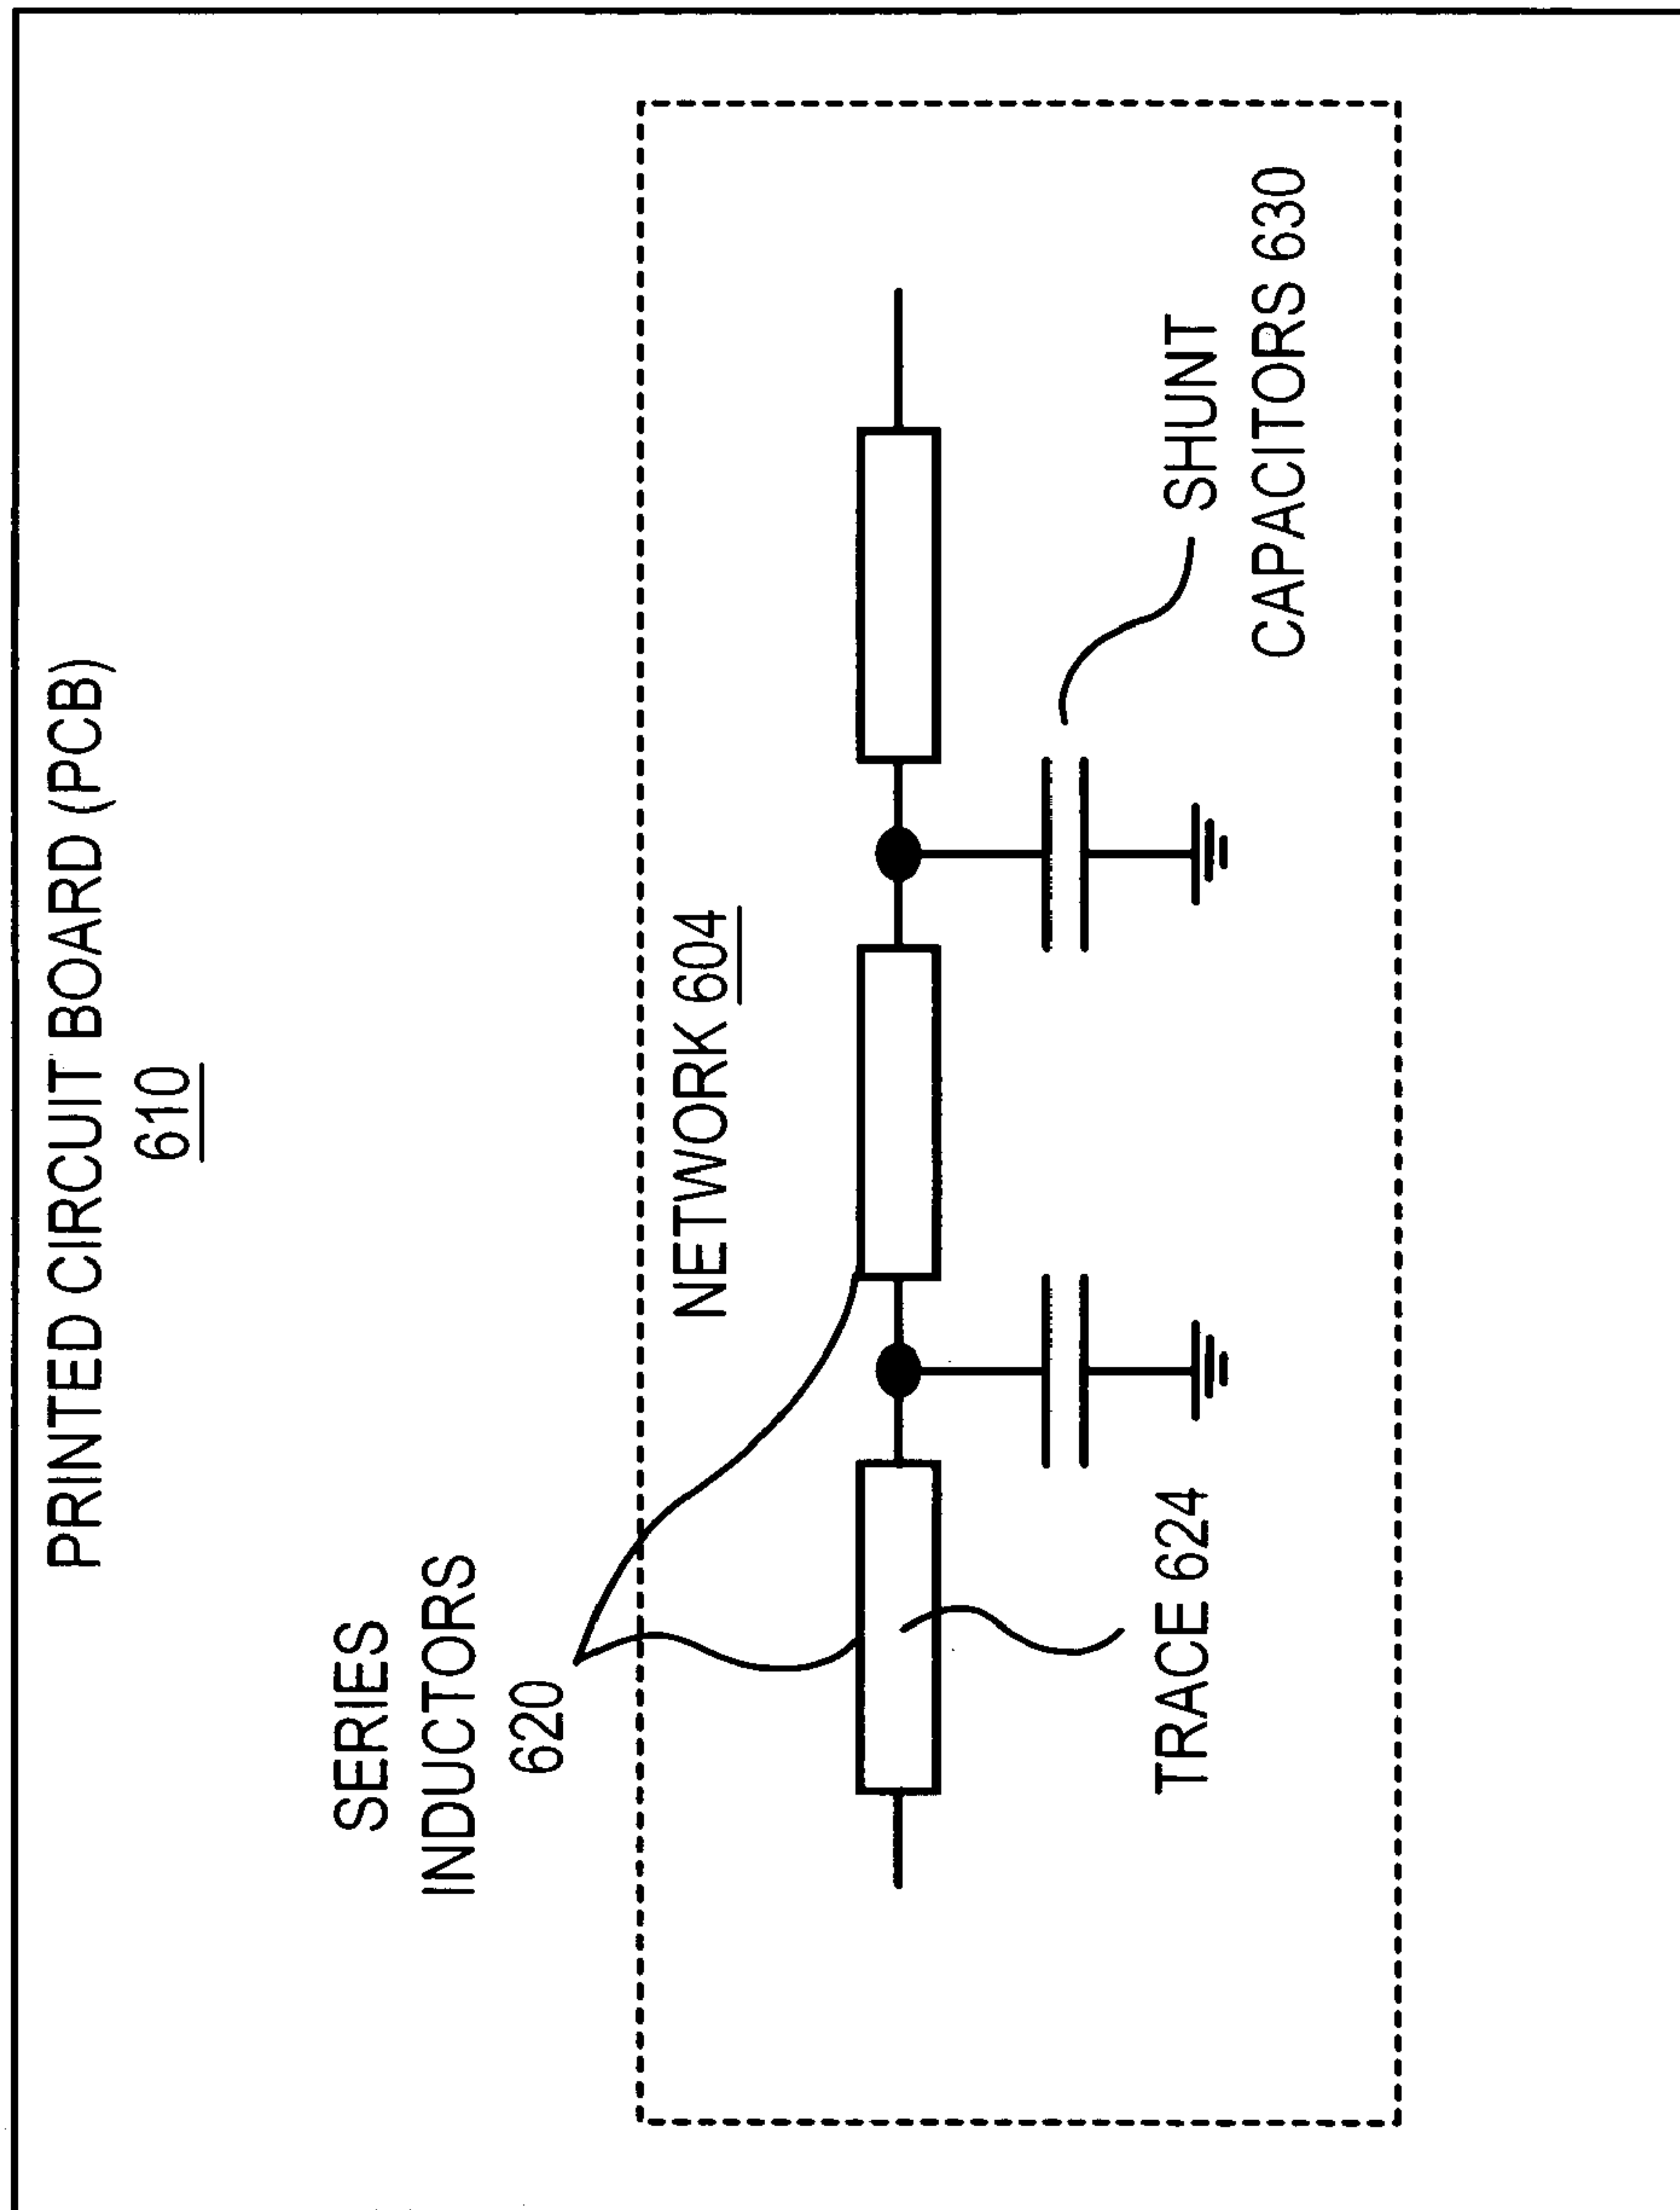 PRINTED CIRCUIT BOARD (PCB)
610
SERIES
INDUCTORS
620
NETWORK 604
TRACE 624
SHUNT
CAPACITORS 630